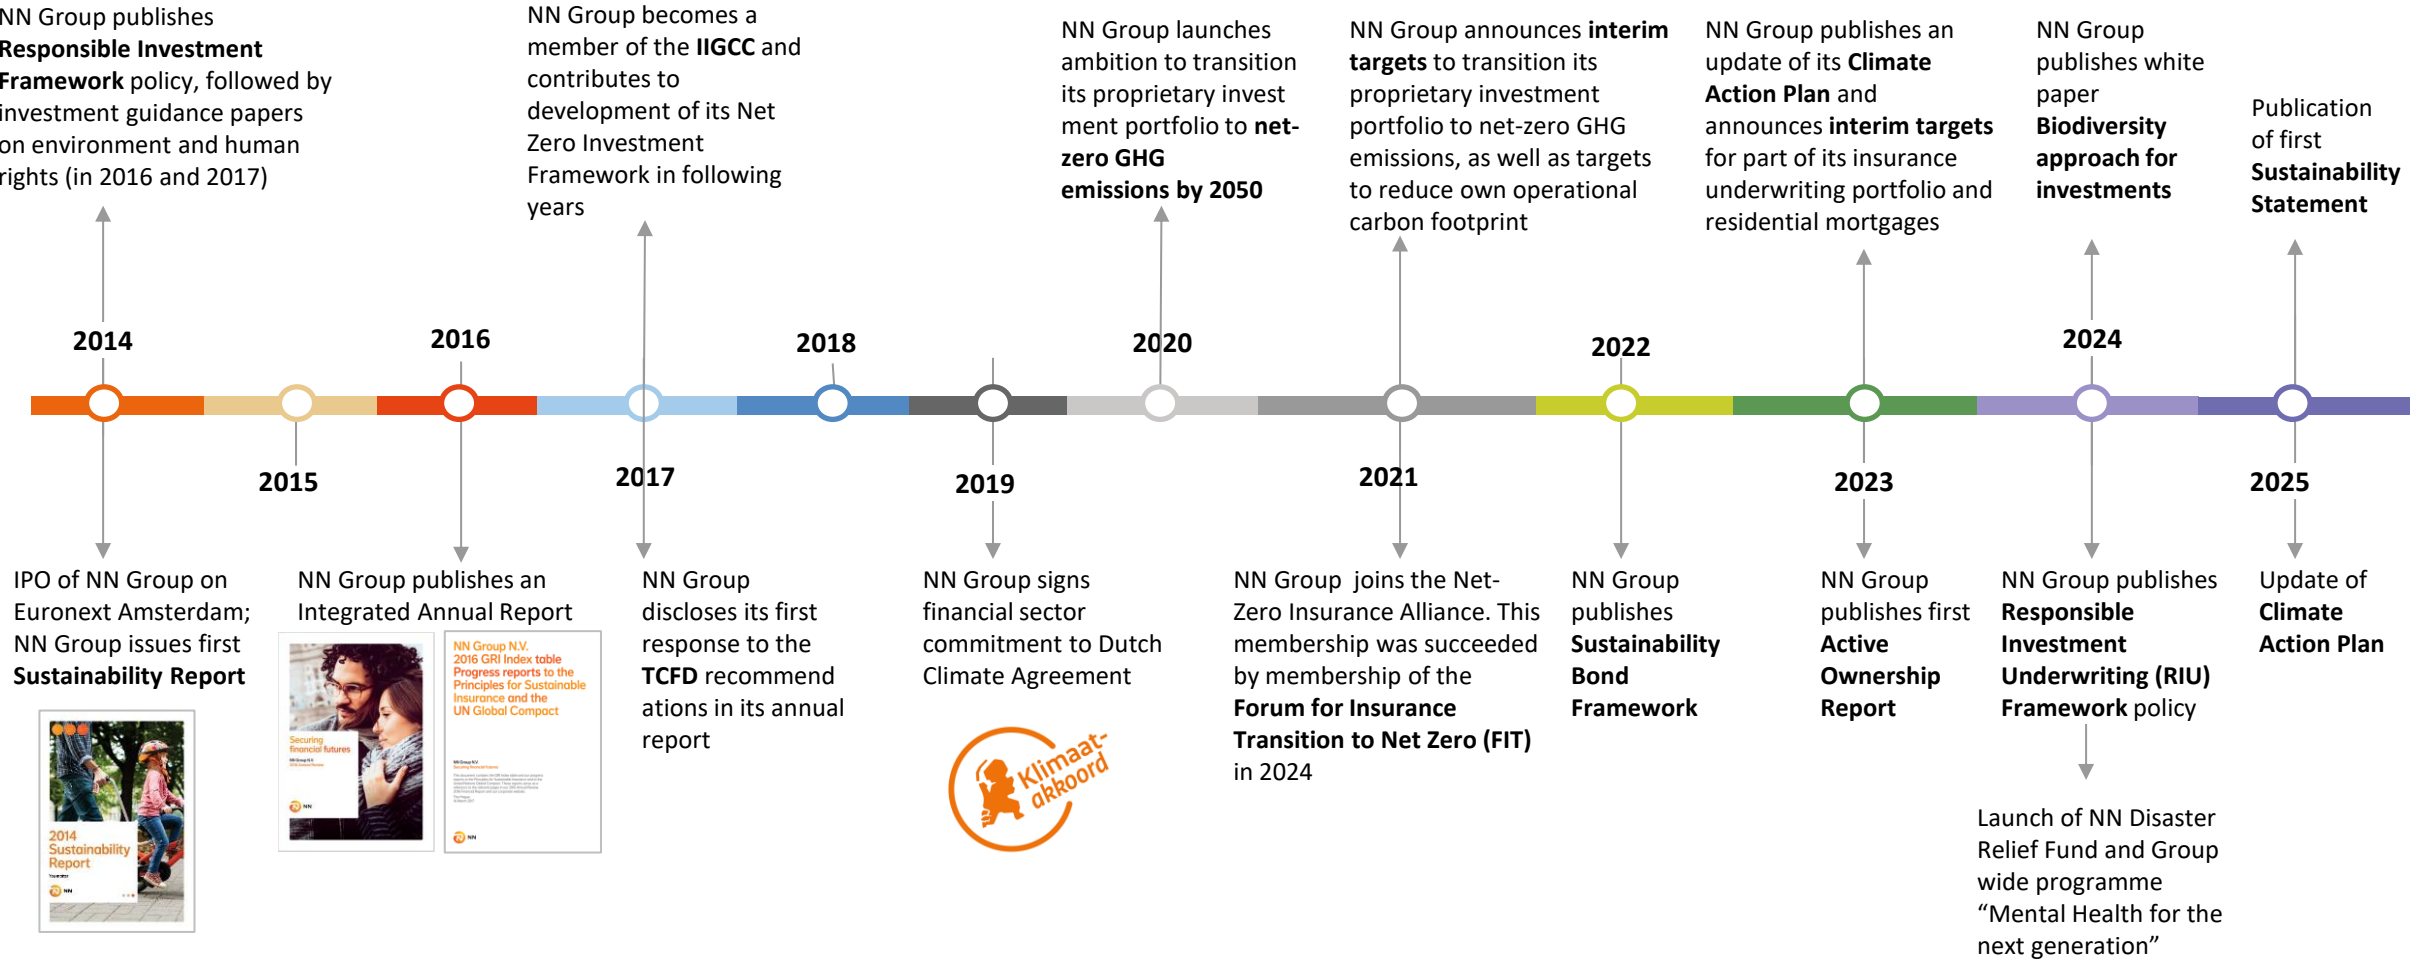 NN Group publishes
Responsible Investment
Framework policy, followed by
investment guidance papers
on environment and human
rights (in 2016 and 2017)
NN Group becomes a
member of the IIGCC and
contributes to
development of its Net
Zero Investment
Framework in following
years
NN Group launches
ambition to transition
its proprietary invest
ment portfolio to net-
zero GHG
emissions by 2050
NN Group announces interim
targets to transition its
proprietary investment
portfolio to net-zero GHG
emissions, as well as targets
to reduce own operational
carbon footprint
NN Group publishes an
update of its Climate
Action Plan and
announces interim targets
for part of its insurance
underwriting portfolio and
residential mortgages
NN Group
publishes white
paper
Biodiversity
approach for
investments
Publication
of first
Sustainability
Statement
2014
2016
2018
2020
2022
2024
2015
2017
2019
2021
2023
2025
IPO of NN Group on
Euronext Amsterdam;
NN Group issues first
Sustainability Report
2014
Sustainability
Report
NN
NN Group publishes an
Integrated Annual Report
Securing
financial futures
NN Group N.V.
2016 Annual Review
NN
NN Group N.V.
2016 GRI Index table
Progress reports to the
Principles for Sustainable
Insurance and the
UN Global Compact
NN Group N.V.
Securing financial futures
NN
NN Group
discloses its first
response to the
TCFD recommend
ations in its annual
report
NN Group signs
financial sector
commitment to Dutch
Climate Agreement
Klimaat-
akkoord
NN Group  joins the Net-
Zero Insurance Alliance. This
membership was succeeded
by membership of the
Forum for Insurance
Transition to Net Zero (FIT)
in 2024
NN Group
publishes
Sustainability
Bond
Framework
NN Group
publishes first
Active
Ownership
Report
NN Group publishes
Responsible
Investment
Underwriting (RIU)
Framework policy
Launch of NN Disaster
Relief Fund and Group
wide programme
“Mental Health for the
next generation”
Update of
Climate
Action Plan